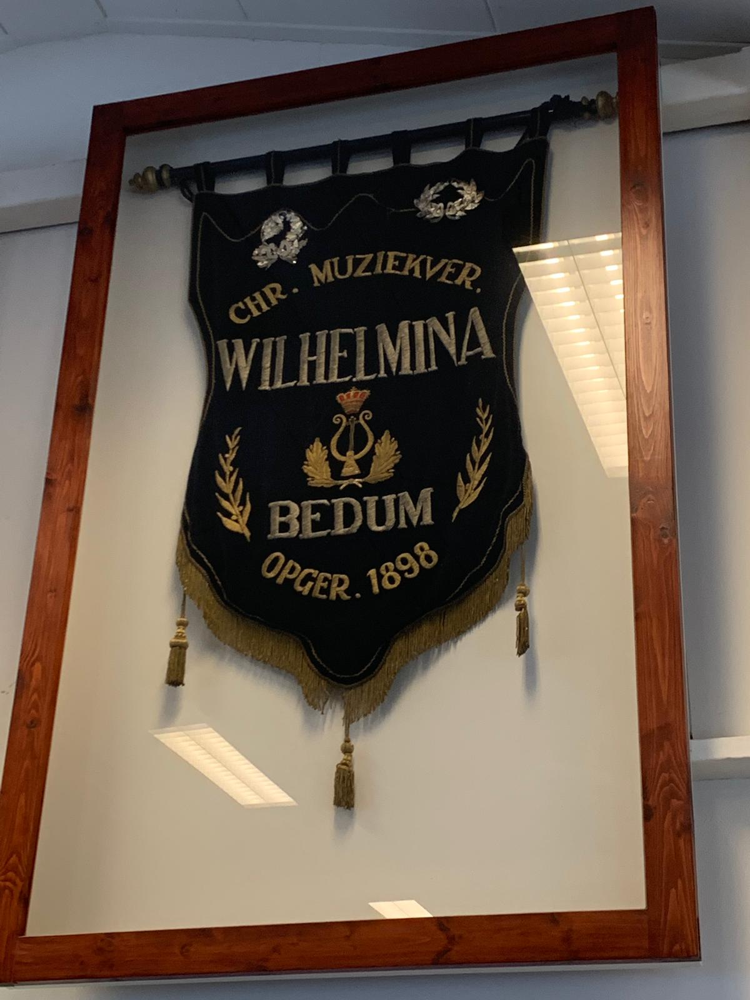 CHR. MUZIEKVER.
WILHELMINA
BEDUM
OPGER. 1898